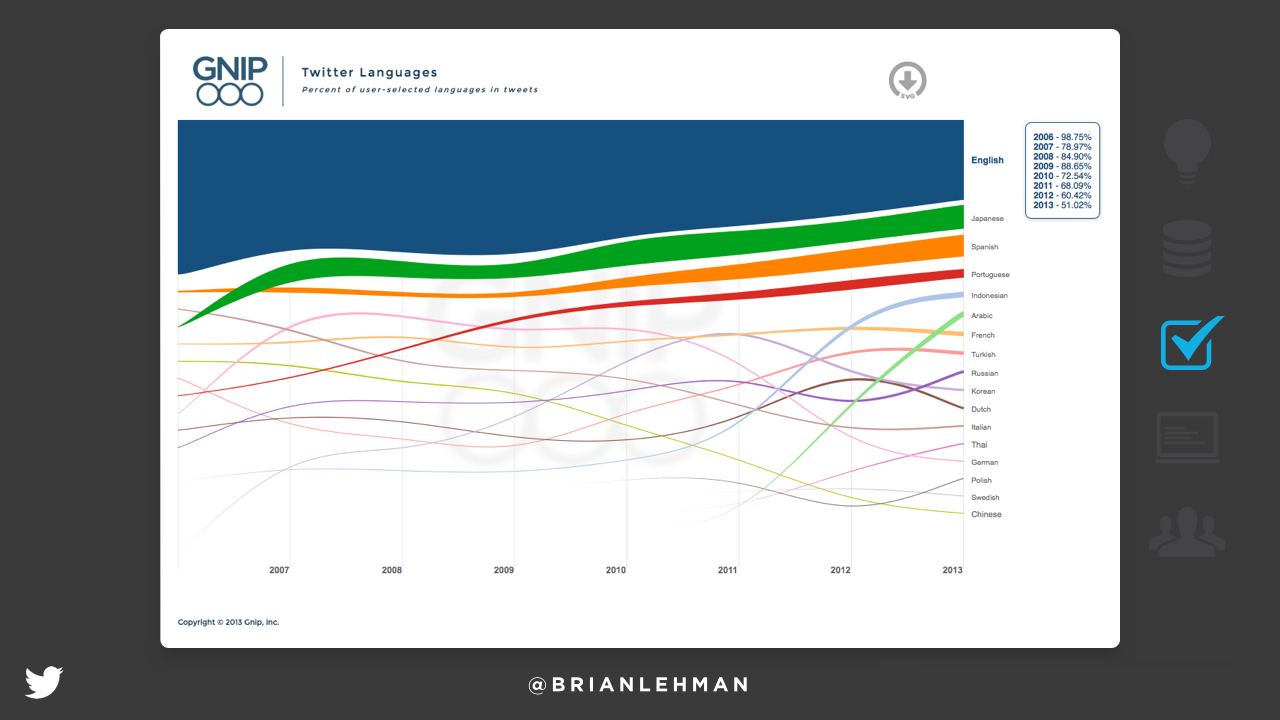 GNIP
Twitter Languages
Percent of user-selected languages in tweets
SVG
English
2006 - 98.75%
2007 - 78.97%
2008 - 84.90%
2009 - 88.65%
2010 - 72.54%
2011 - 68.09%
2012 - 60.42%
2013 - 51.02%
Japanese
Spanish
Portuguese
Indonesian
Arabic
French
Turkish
Russian
Korean
Dutch
Italian
Thai
German
Polish
Swedish
Chinese
GNIP
2007 2008 2009 2010 2011 2012 2013
Copyright © 2013 Gnip, inc.
@BRIANLEHMAN